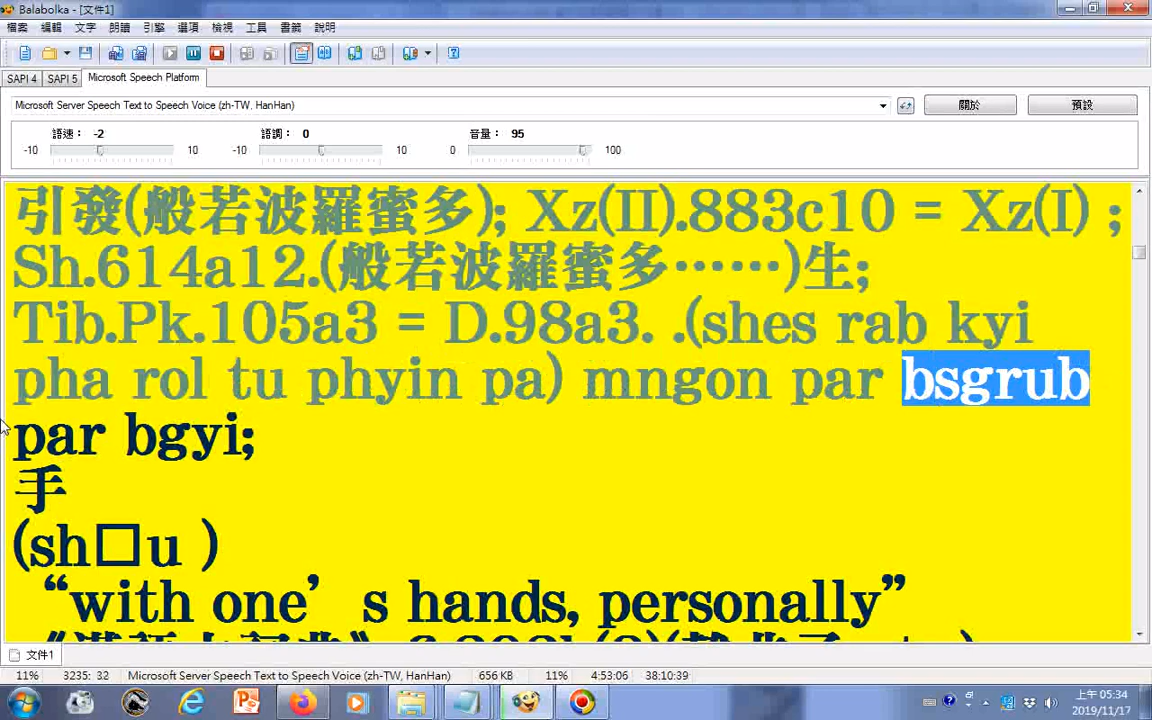 Balabolka - [文件1]
檔案 編輯 文字 朗讀 引擎 選項 檢視 工具 書籤 說明
SAPI 4 SAPI 5 Microsoft Speech Platform
Microsoft Server Speech Text to Speech Voice (zh-TW, HanHan) 關於 預設
語速： -2 語調： 0 音量： 95
-10 10 -10 10 0 100
引發(般若波羅蜜多); Xz(II).883c10 = Xz(I) ;
Sh.614a12.(般若波羅蜜多……)生;
Tib.Pk.105a3 = D.98a3. .(shes rab kyi
pha rol tu phyin pa) mngon par bsgrub
par bgyi;
手
(sh□u )
“with one’s hands, personally”
文件1
11% 3235: 32 Microsoft Server Speech Text to Speech Voice (zh-TW, HanHan) 656 KB 11% 4:53:06 38:10:39
上午 05:34
2019/11/17